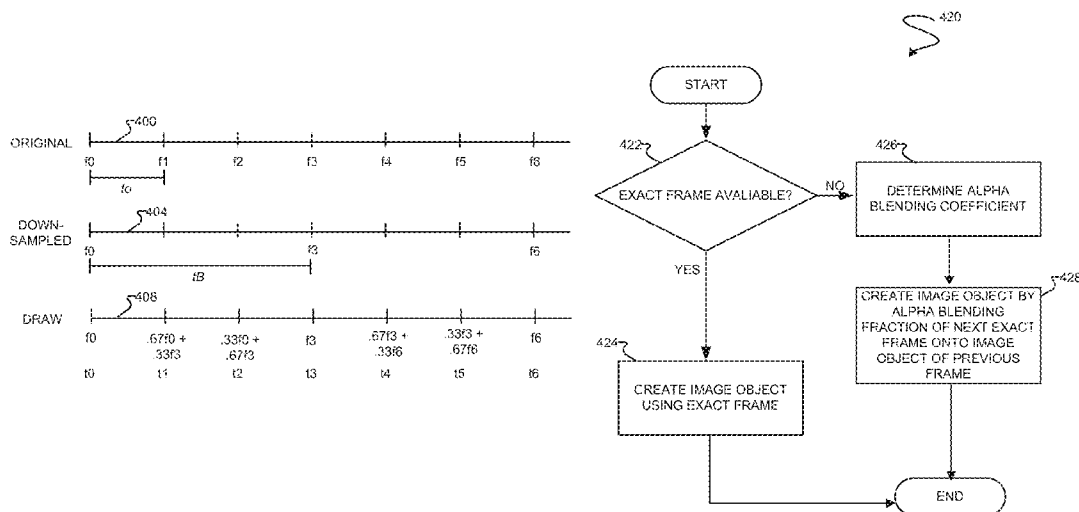 ORIGINAL
400
f0 f1 f2 f3 f4 f5 f6
to
DOWN-
SAMPLED
404
f0 f3 f6
tB
DRAW
408
f0 .67f0 + .33f0 + f3 .67f3 + .33f3 + f6
.33f3 .67f3 .33f6 .67f6
t0 t1 t2 t3 t4 t5 t6
420
START
422
EXACT FRAME AVALIABLE?
NO
YES
426
DETERMINE ALPHA
BLENDING COEFFICIENT
428
CREATE IMAGE OBJECT BY
ALPHA BLENDING
FRACTION OF NEXT EXACT
FRAME ONTO IMAGE
OBJECT OF PREVIOUS
FRAME
424
CREATE IMAGE OBJECT
USING EXACT FRAME
END